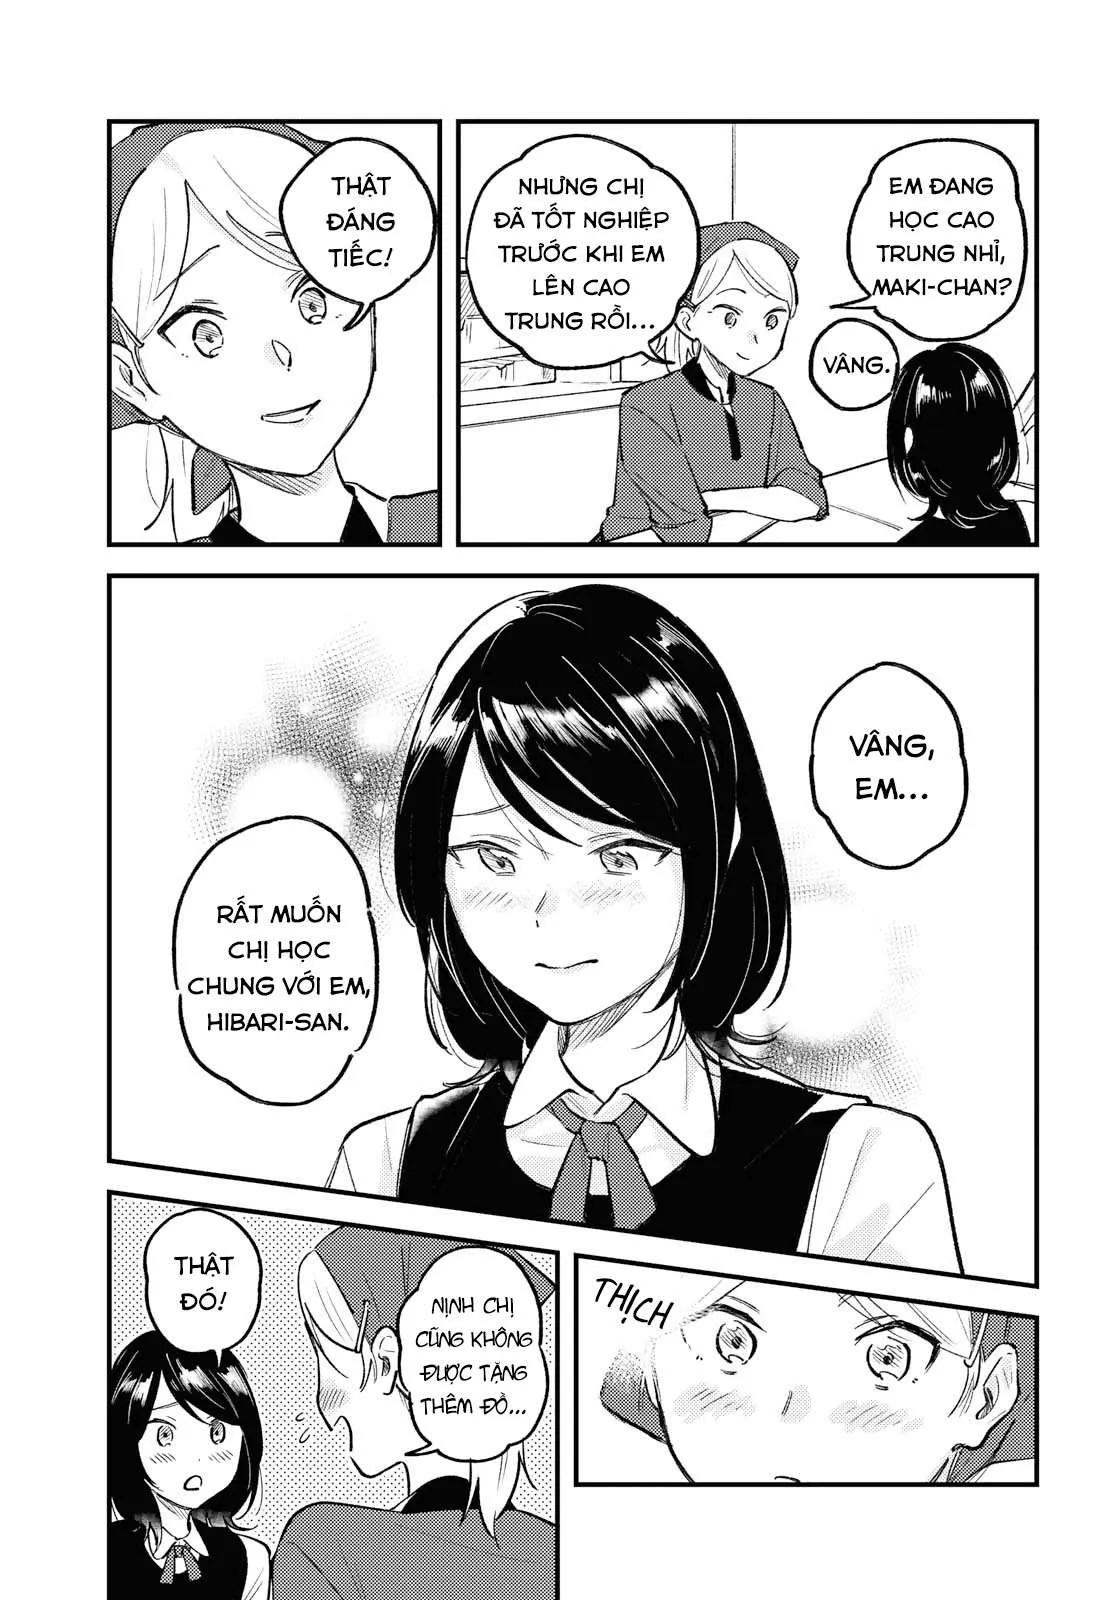 EM ĐANG
HỌC CAO
TRUNG NHỈ,
MAKI-CHAN?
VÂNG.
NHƯNG CHỊ
ĐÃ TỐT NGHIỆP
TRƯỚC KHI EM
LÊN CAO
TRUNG RỒI...
THẬT
ĐÁNG
TIẾC!
VÂNG,
EM...
RẤT MUỐN
CHỊ HỌC
CHUNG VỚI EM,
HIBARI-SAN.
THỊCH
NỊNH CHỊ
CŨNG KHÔNG
ĐƯỢC TẶNG
THÊM ĐỒ...
THẬT
ĐÓ!